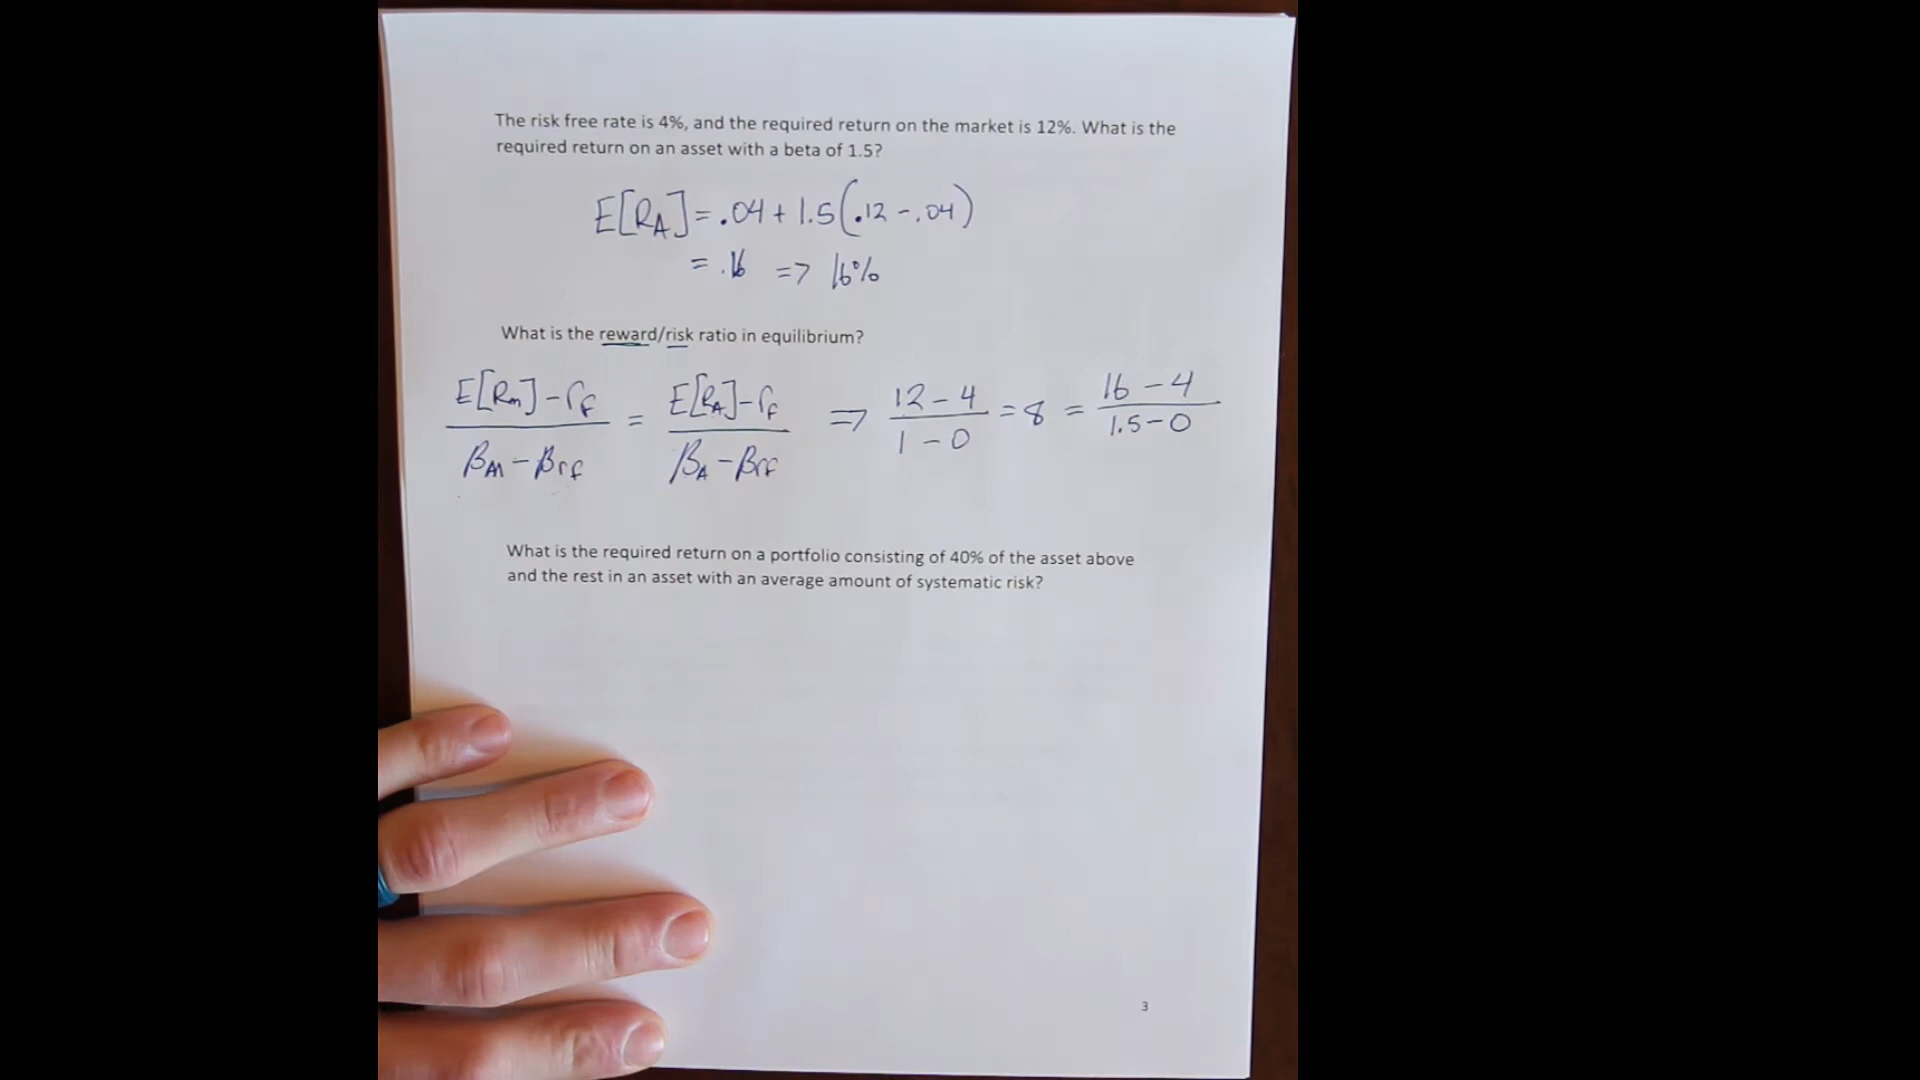 The risk free rate is 4%, and the required return on the market is 12%. What is the
required return on an asset with a beta of 1.5?
E[RA] = .04 + 1.5(.12 - .04)
= .16 => 16%
What is the reward/risk ratio in equilibrium?
E[Rm] - rf / βM - βrf = E[RA] - rf / βA - βrf => 12 - 4 / 1 - 0 = 8 = 16 - 4 / 1.5 - 0
What is the required return on a portfolio consisting of 40% of the asset above
and the rest in an asset with an average amount of systematic risk?
3